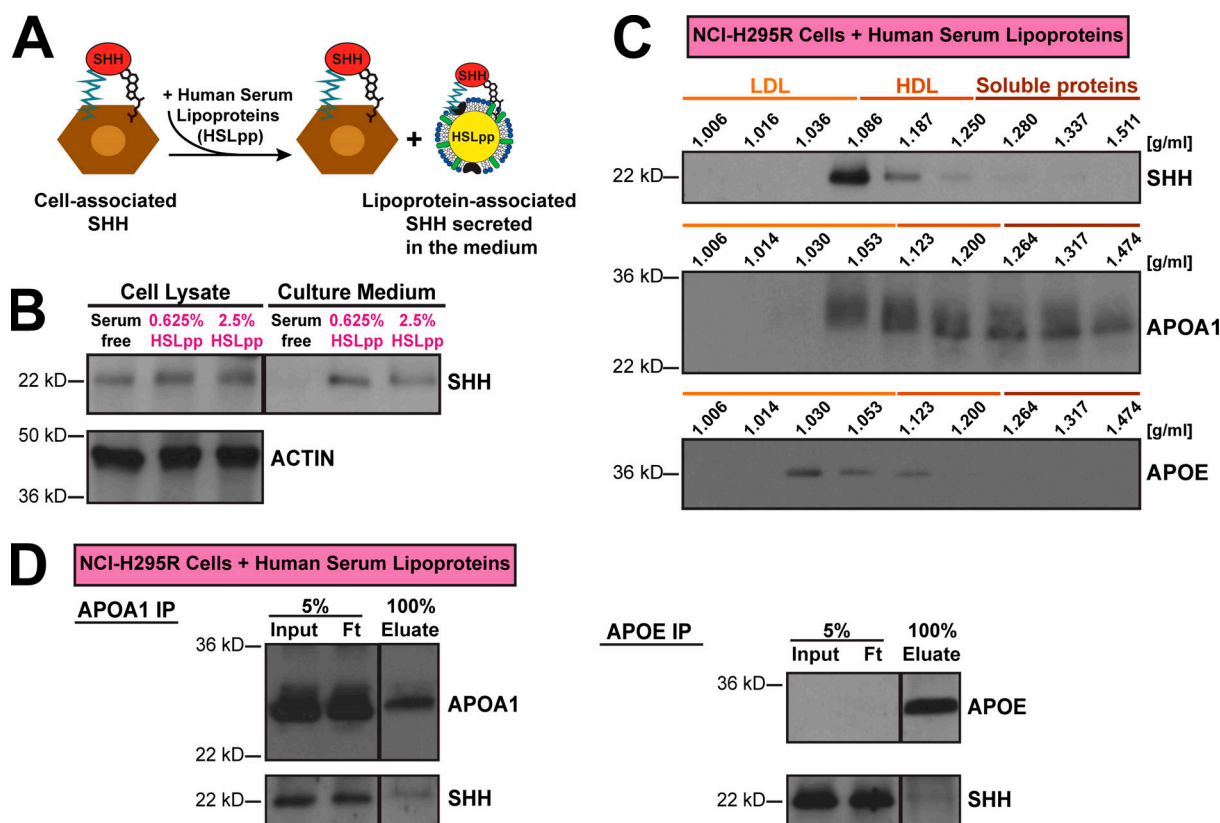 A
SHH
SHH
SHH
+ Human Serum
Lipoproteins
(HSLpp)
+
HSLpp
Cell-associated
SHH
Lipoprotein-associated
SHH secreted
in the medium
B
Cell Lysate Culture Medium
Serum free 0.625% HSLpp 2.5% HSLpp Serum free 0.625% HSLpp 2.5% HSLpp
22 kD SHH
50 kD
ACTIN
36 kD
C
NCI-H295R Cells + Human Serum Lipoproteins
LDL HDL Soluble proteins
1.006 1.016 1.036 1.086 1.187 1.250 1.280 1.337 1.511 [g/ml]
22 kD SHH
1.006 1.014 1.030 1.053 1.123 1.200 1.264 1.317 1.474 [g/ml]
36 kD
APOA1
22 kD
1.006 1.014 1.030 1.053 1.123 1.200 1.264 1.317 1.474 [g/ml]
36 kD APOE
D
NCI-H295R Cells + Human Serum Lipoproteins
APOA1 IP
5% 100%
Input Ft Eluate
36 kD
APOA1
22 kD
22 kD SHH
APOE IP
5% 100%
Input Ft Eluate
36 kD
APOE
22 kD SHH